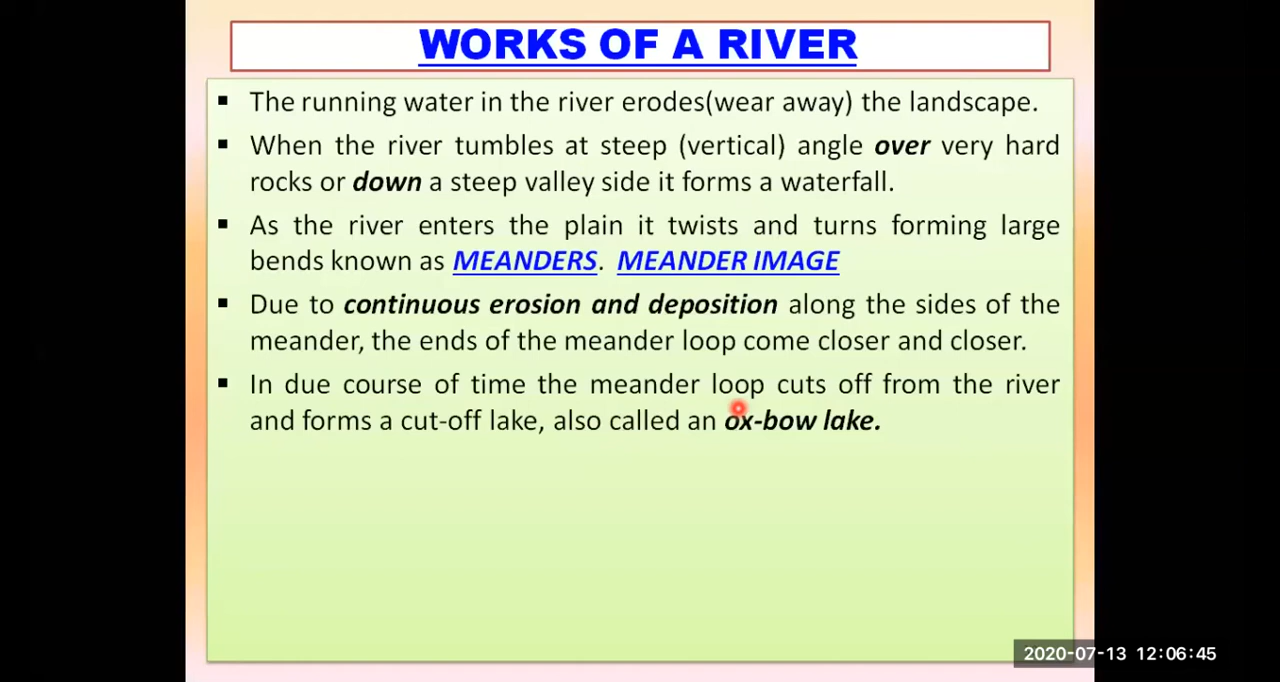 WORKS OF A RIVER
▪ The running water in the river erodes(wear away) the landscape.
▪ When the river tumbles at steep (vertical) angle over very hard
rocks or down a steep valley side it forms a waterfall.
▪ As the river enters the plain it twists and turns forming large
bends known as MEANDERS. MEANDER IMAGE
▪ Due to continuous erosion and deposition along the sides of the
meander, the ends of the meander loop come closer and closer.
▪ In due course of time the meander loop cuts off from the river
and forms a cut-off lake, also called an ox-bow lake.
2020-07-13 12:06:45